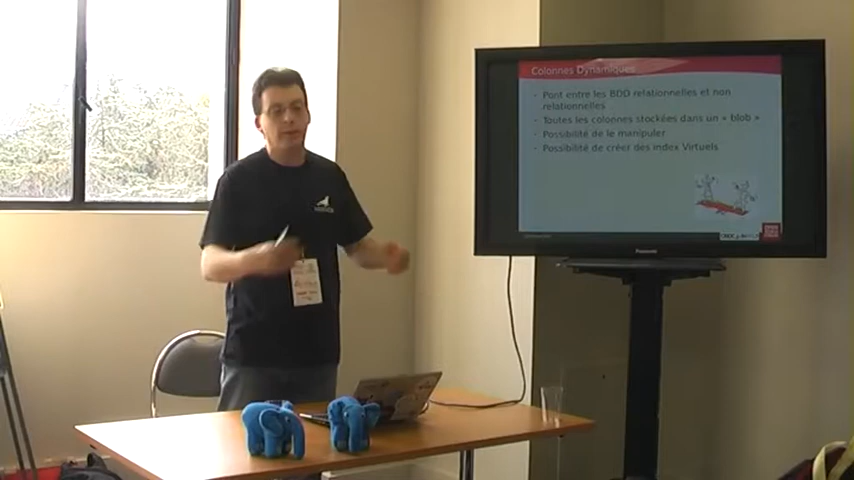 Colonnes Dynamiques
- Pont entre les BDD relationnelles et non
relationnelles
- Toutes les colonnes stockées dans un « blob »
- Possibilité de le manipuler
- Possibilité de créer des index Virtuels
Panasonic